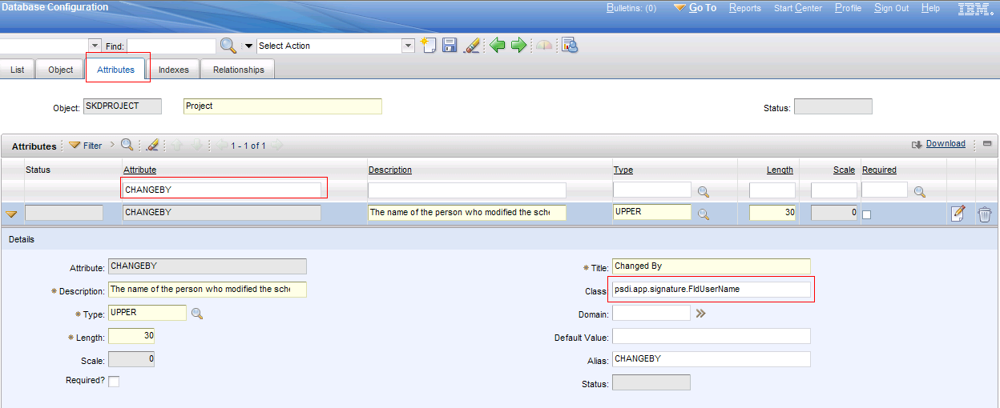 Database Configuration
Bulletins: (0) Go To Reports Start Center Profile Sign Out Help IBM.
Find: Select Action
List Object Attributes Indexes Relationships
Object: SKDPROJECT Project Status:
Attributes Filter 1 - 1 of 1 Download
Status Attribute Description Type Length Scale Required
CHANGEBY
CHANGEBY The name of the person who modified the sche UPPER 30 0
Details
Attribute: CHANGEBY
* Title: Changed By
* Description: The name of the person who modified the sche
Class psdi.app.signature.FldUserName
* Type: UPPER
Domain:
* Length: 30
Default Value:
Scale: 0
Alias: CHANGEBY
Required?
Status: